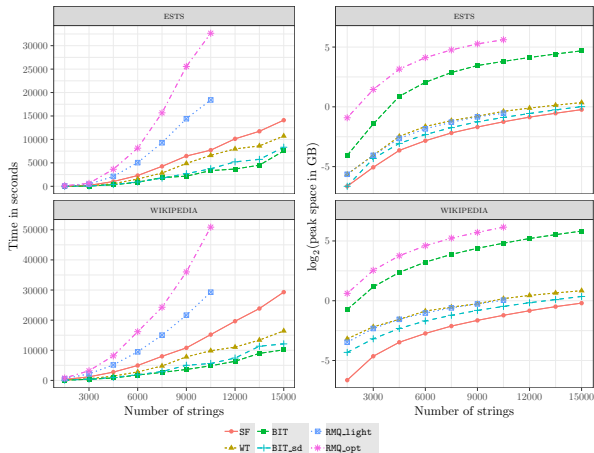 ESTS
ESTS
30000
25000
20000
15000
10000
5000
0
5
0
-5
Time in seconds
log2(peak space in GB)
WIKIPEDIA
WIKIPEDIA
50000
40000
30000
20000
10000
0
5
0
-5
3000 6000 9000 12000 15000
3000 6000 9000 12000 15000
Number of strings
Number of strings
SF BIT RMQ_light
WT BIT_sd RMQ_opt